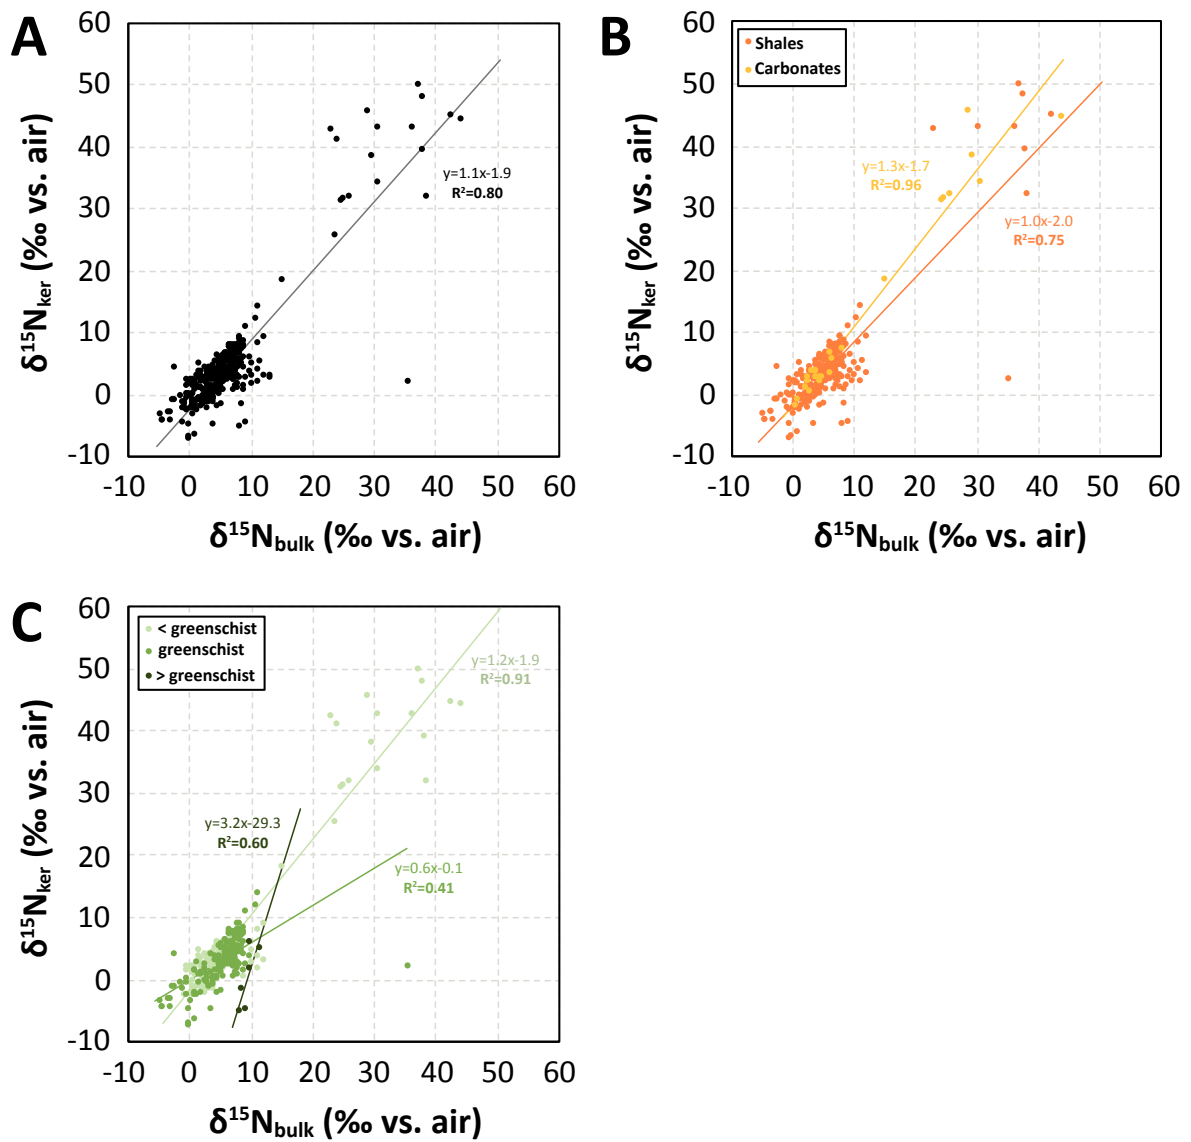 A
60
50
40
30
20
10
0
-10
δ¹⁵Nker (‰ vs. air)
y=1.1x-1.9
R²=0.80
-10 0 10 20 30 40 50 60
δ¹⁵Nbulk (‰ vs. air)
B
60
50
40
30
20
10
0
-10
δ¹⁵Nker (‰ vs. air)
Shales
Carbonates
y=1.3x-1.7
R²=0.96
y=1.0x-2.0
R²=0.75
-10 0 10 20 30 40 50 60
δ¹⁵Nbulk (‰ vs. air)
C
60
50
40
30
20
10
0
-10
δ¹⁵Nker (‰ vs. air)
< greenschist
greenschist
> greenschist
y=1.2x-1.9
R²=0.91
y=3.2x-29.3
R²=0.60
y=0.6x-0.1
R²=0.41
-10 0 10 20 30 40 50 60
δ¹⁵Nbulk (‰ vs. air)